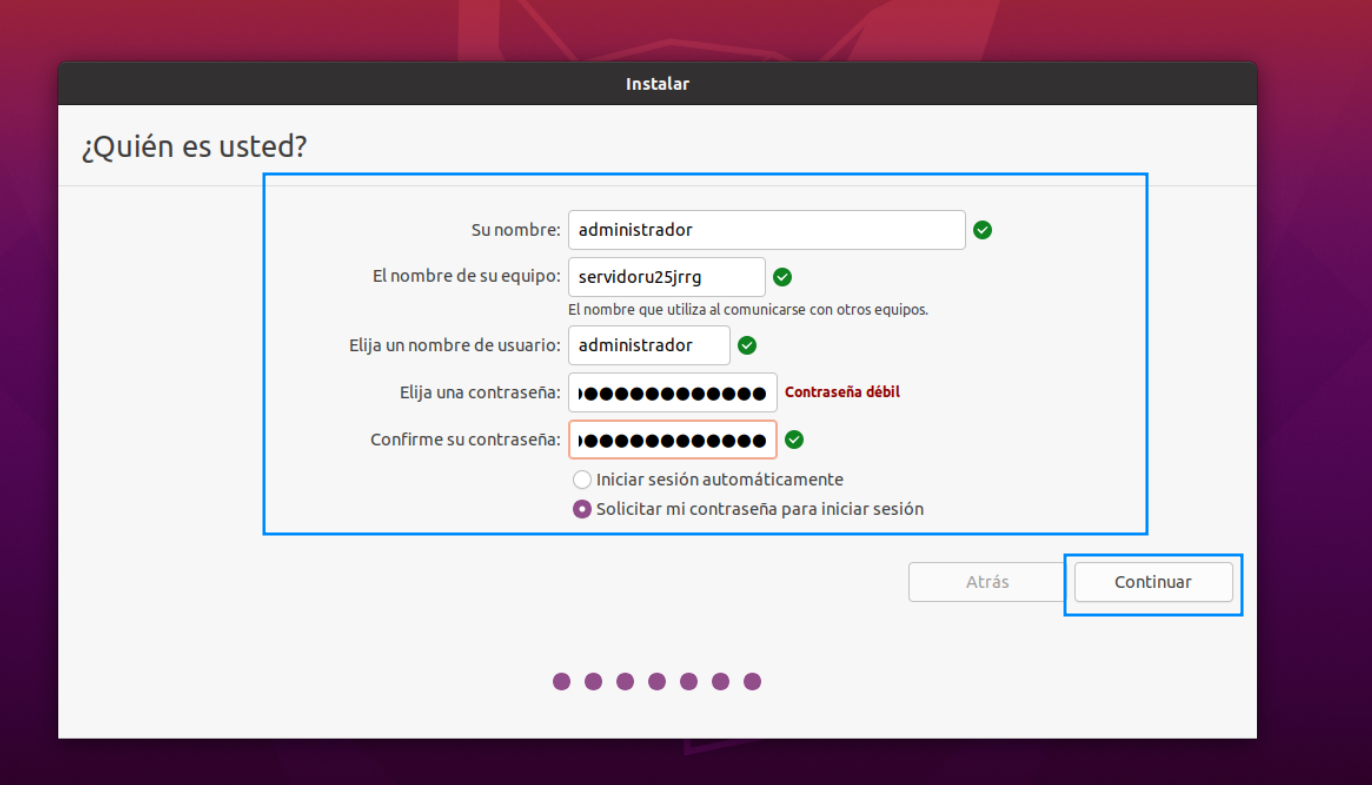 Instalar
¿Quién es usted?
Su nombre: administrador
El nombre de su equipo: servidoru25jrrg
El nombre que utiliza al comunicarse con otros equipos.
Elija un nombre de usuario: administrador
Elija una contraseña: ●●●●●●●●●●●●● Contraseña débil
Confirme su contraseña: ●●●●●●●●●●●●●
Iniciar sesión automáticamente
Solicitar mi contraseña para iniciar sesión
Atrás Continuar